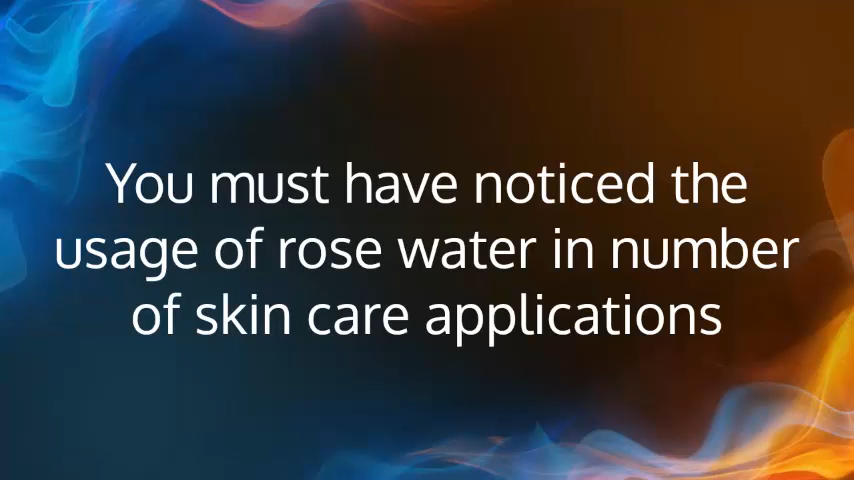 You must have noticed the
usage of rose water in number
of skin care applications